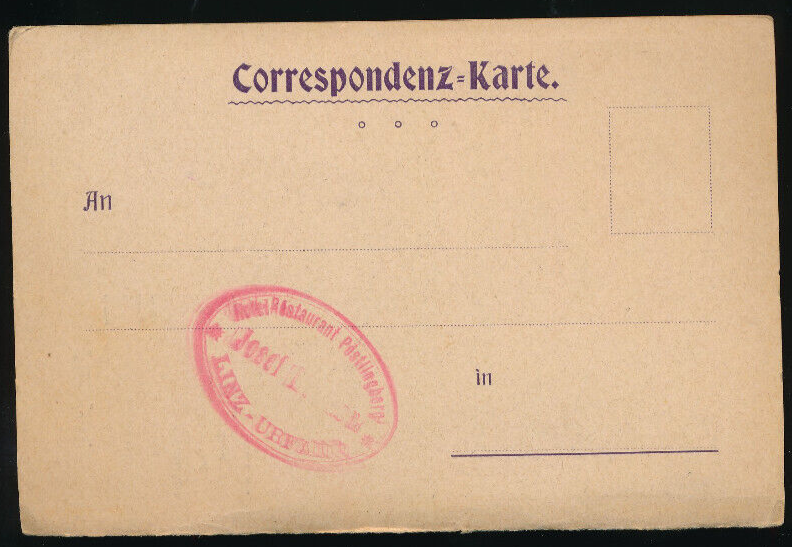 Correspondenz=Karte.
An
Hotel Restaurant Pöstlingberg
Josef
LINZ - URFAHR
in